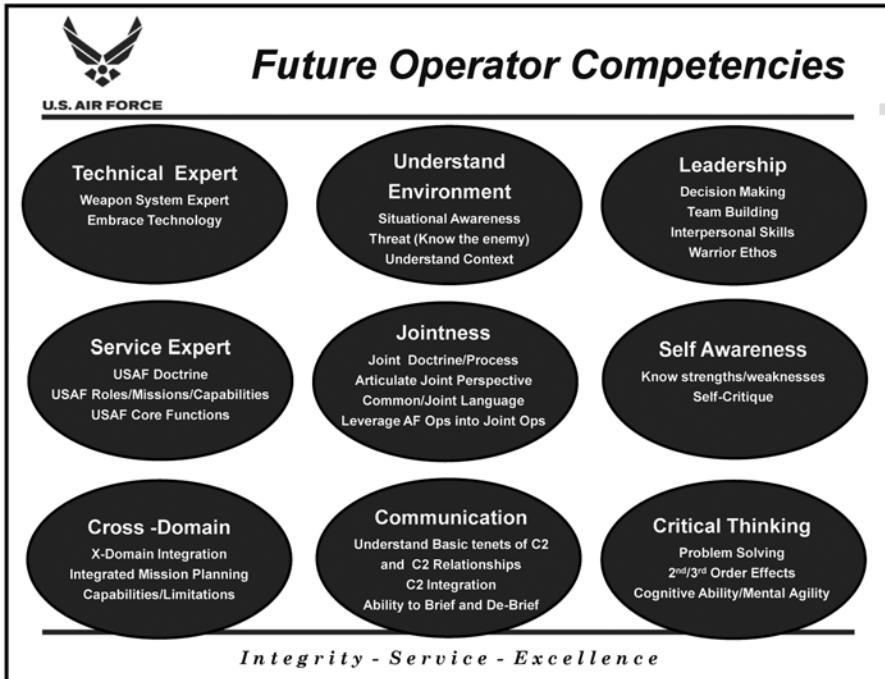 U.S. AIR FORCE
Future Operator Competencies
Technical Expert
Weapon System Expert
Embrace Technology
Understand
Environment
Situational Awareness
Threat (Know the enemy)
Understand Context
Leadership
Decision Making
Team Building
Interpersonal Skills
Warrior Ethos
Service Expert
USAF Doctrine
USAF Roles/Missions/Capabilities
USAF Core Functions
Jointness
Joint Doctrine/Process
Articulate Joint Perspective
Common/Joint Language
Leverage AF Ops into Joint Ops
Self Awareness
Know strengths/weaknesses
Self-Critique
Cross -Domain
X-Domain Integration
Integrated Mission Planning
Capabilities/Limitations
Communication
Understand Basic tenets of C2
and C2 Relationships
C2 Integration
Ability to Brief and De-Brief
Critical Thinking
Problem Solving
2nd/3rd Order Effects
Cognitive Ability/Mental Agility
Integrity - Service - Excellence